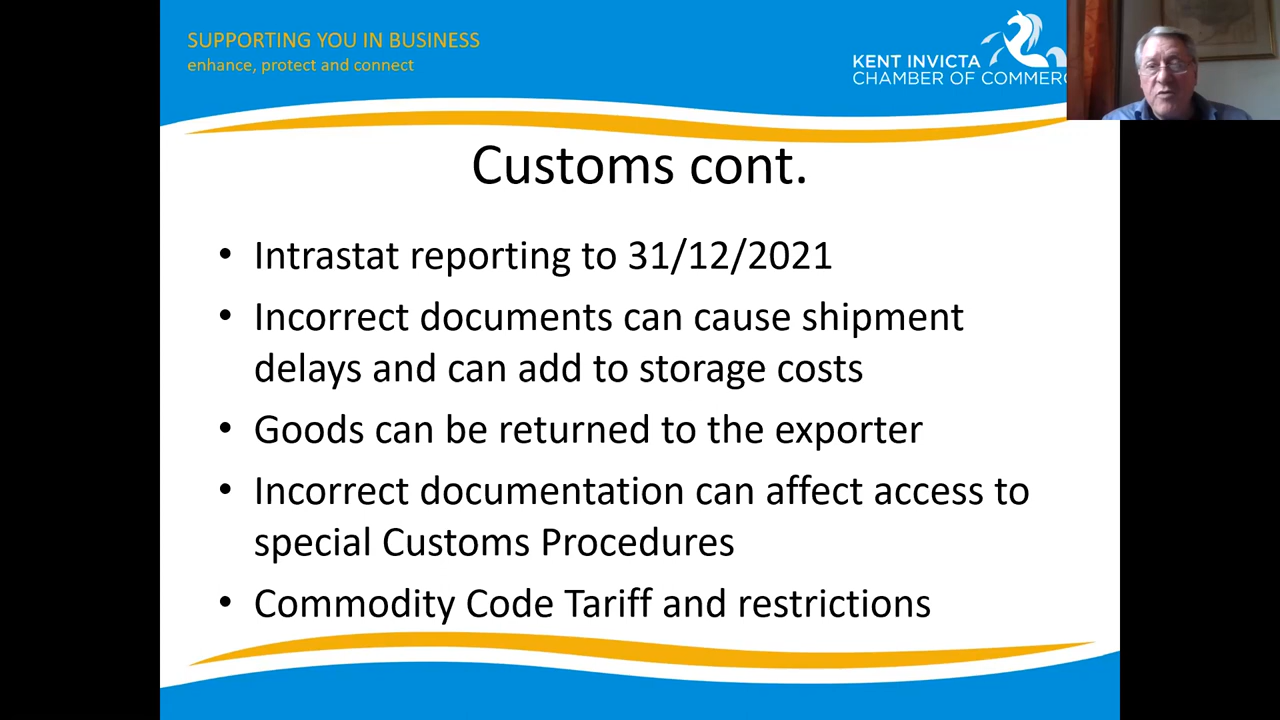 SUPPORTING YOU IN BUSINESS
enhance, protect and connect
KENT INVICTA
CHAMBER OF COMMERC
Customs cont.
• Intrastat reporting to 31/12/2021
• Incorrect documents can cause shipment
delays and can add to storage costs
• Goods can be returned to the exporter
• Incorrect documentation can affect access to
special Customs Procedures
• Commodity Code Tariff and restrictions